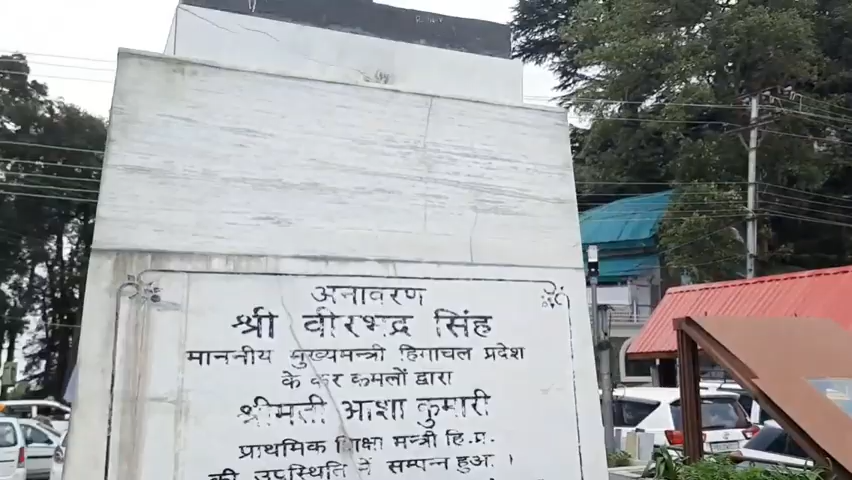 अनावरण
श्री वीरभद्र सिंह
माननीय मुख्यमन्त्री हिमाचल प्रदेश
के कर कमलों द्वारा
श्रीमती आशा कुमारी
प्राथमिक शिक्षा मन्त्री हि.प्र.
की उपस्थिति में सम्पन्न हुआ ।